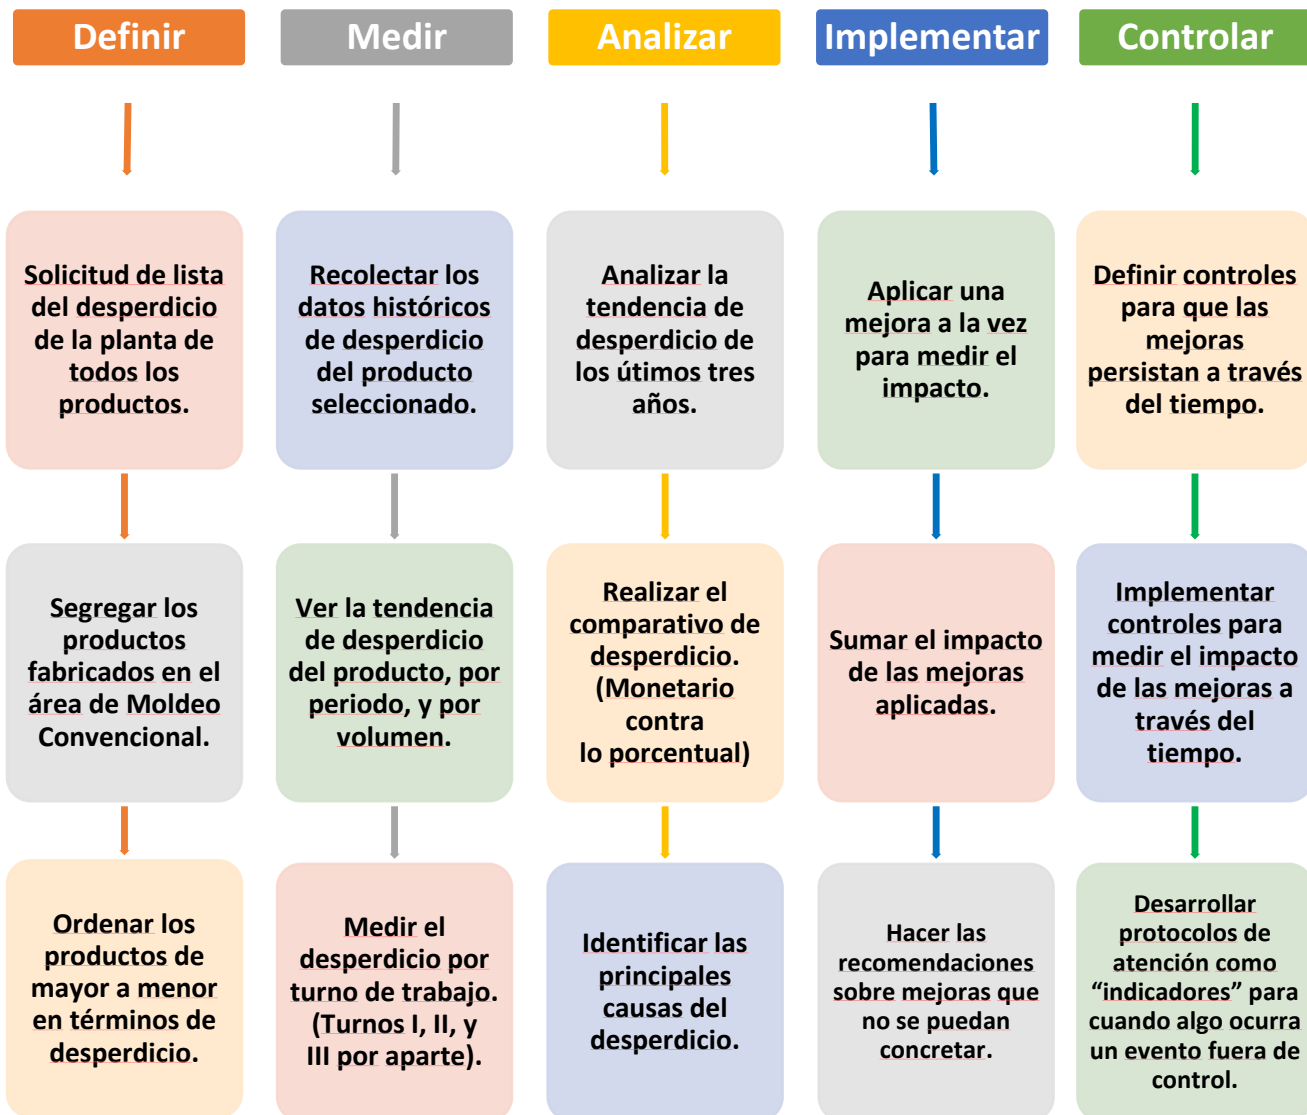 Definir
Medir
Analizar
Implementar
Controlar
Solicitud de lista
del desperdicio
de la planta de
todos los
productos.
Recolectar los
datos históricos
de desperdicio
del producto
seleccionado.
Analizar la
tendencia de
desperdicio de
los útimos tres
años.
Aplicar una
mejora a la vez
para medir el
impacto.
Definir controles
para que las
mejoras
persistan a través
del tiempo.
Segregar los
productos
fabricados en el
área de Moldeo
Convencional.
Ver la tendencia
de desperdicio
del producto, por
periodo, y por
volumen.
Realizar el
comparativo de
desperdicio.
(Monetario
contra
lo porcentual)
Sumar el impacto
de las mejoras
aplicadas.
Implementar
controles para
medir el impacto
de las mejoras a
través del
tiempo.
Ordenar los
productos de
mayor a menor
en términos de
desperdicio.
Medir el
desperdicio por
turno de trabajo.
(Turnos I, II, y
III por aparte).
Identificar las
principales
causas del
desperdicio.
Hacer las
recomendaciones
sobre mejoras que
no se puedan
concretar.
Desarrollar
protocolos de
atención como
“indicadores” para
cuando algo ocurra
un evento fuera de
control.